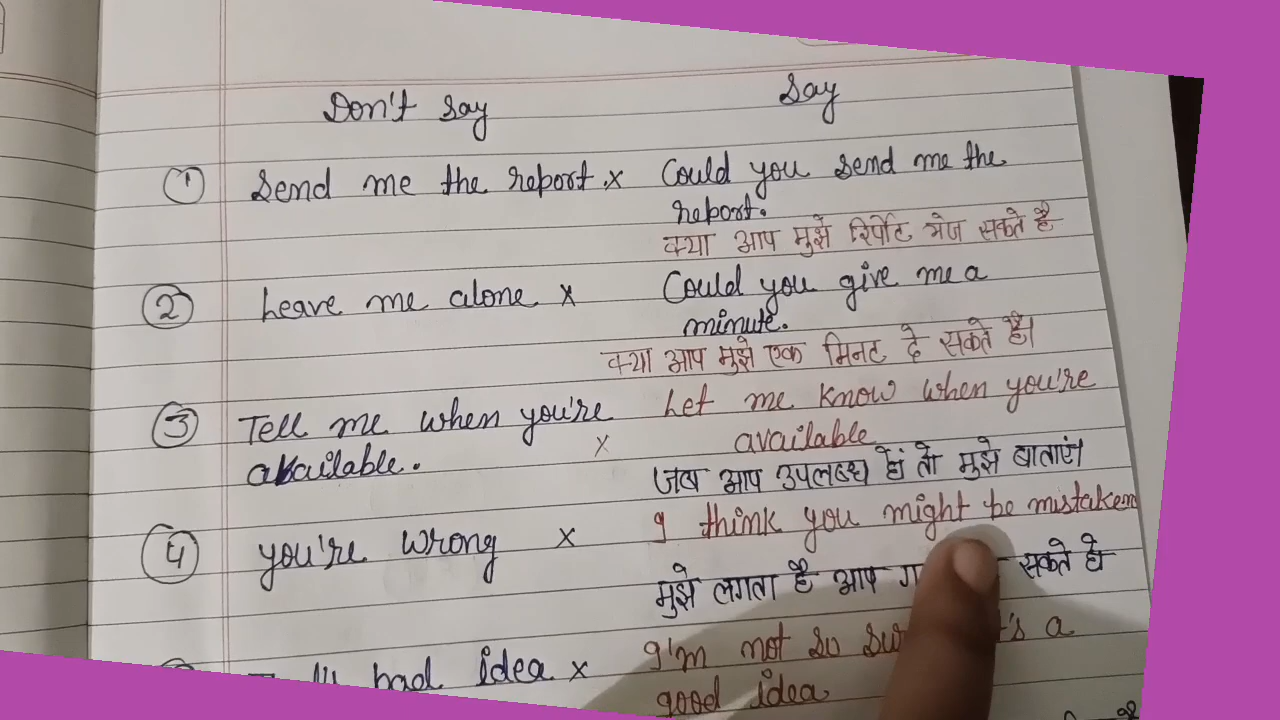 Don't say Say
① Send me the report. x Could you send me the
report.
क्या आप मुझे रिर्पोट भेज सकते है
② Leave me alone x Could you give me a
minute.
क्या आप मुझे एक मिनट दे सकते है।
③ Tell me when you're Let me know when you're
available. x available
जब आप उपलब्ध हों तो मुझे बाताएं।
④ you're wrong x I think you might be mistaken
मुझे लगता है आप सकते हो
bad idea x I'm not so a
good idea